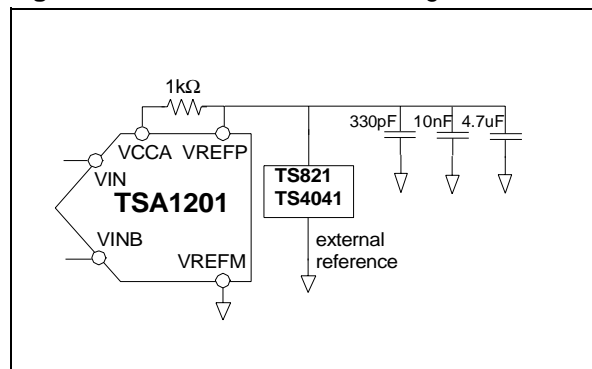 1kΩ
330pF 10nF 4.7uF
VCCA VREFP
VIN
TS821
TS4041
TSA1201
VINB
external
reference
VREFM